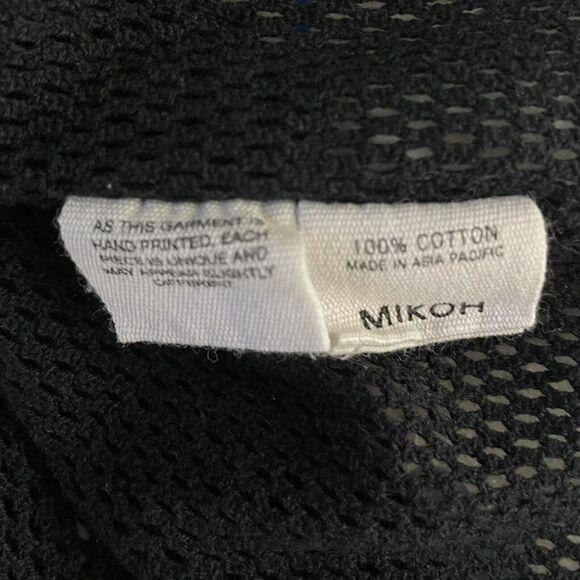 AS THIS GARMENT IS
HAND PRINTED, EACH
PIECE IS UNIQUE AND
MAY APPEAR SLIGHTLY
DIFFERENT
100% COTTON
MADE IN ASIA PACIFIC
MIKOH